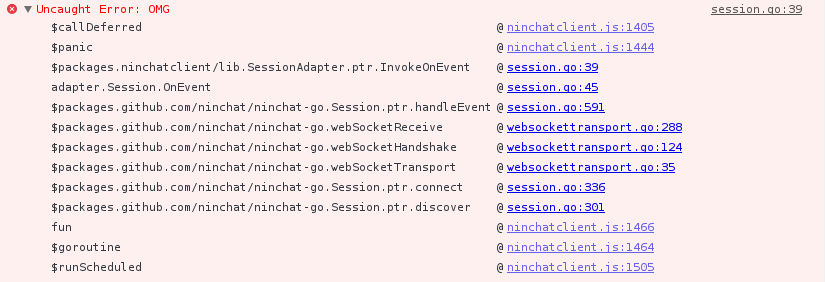 Uncaught Error: OMG session.go:39
$callDeferred @ ninchatclient.js:1405
$panic @ ninchatclient.js:1444
$packages.ninchatclient/lib.SessionAdapter.ptr.InvokeOnEvent @ session.go:39
adapter.Session.OnEvent @ session.go:45
$packages.github.com/ninchat/ninchat-go.Session.ptr.handleEvent @ session.go:591
$packages.github.com/ninchat/ninchat-go.webSocketReceive @ websockettransport.go:288
$packages.github.com/ninchat/ninchat-go.webSocketHandshake @ websockettransport.go:124
$packages.github.com/ninchat/ninchat-go.webSocketTransport @ websockettransport.go:35
$packages.github.com/ninchat/ninchat-go.Session.ptr.connect @ session.go:336
$packages.github.com/ninchat/ninchat-go.Session.ptr.discover @ session.go:301
fun @ ninchatclient.js:1466
$goroutine @ ninchatclient.js:1464
$runScheduled @ ninchatclient.js:1505